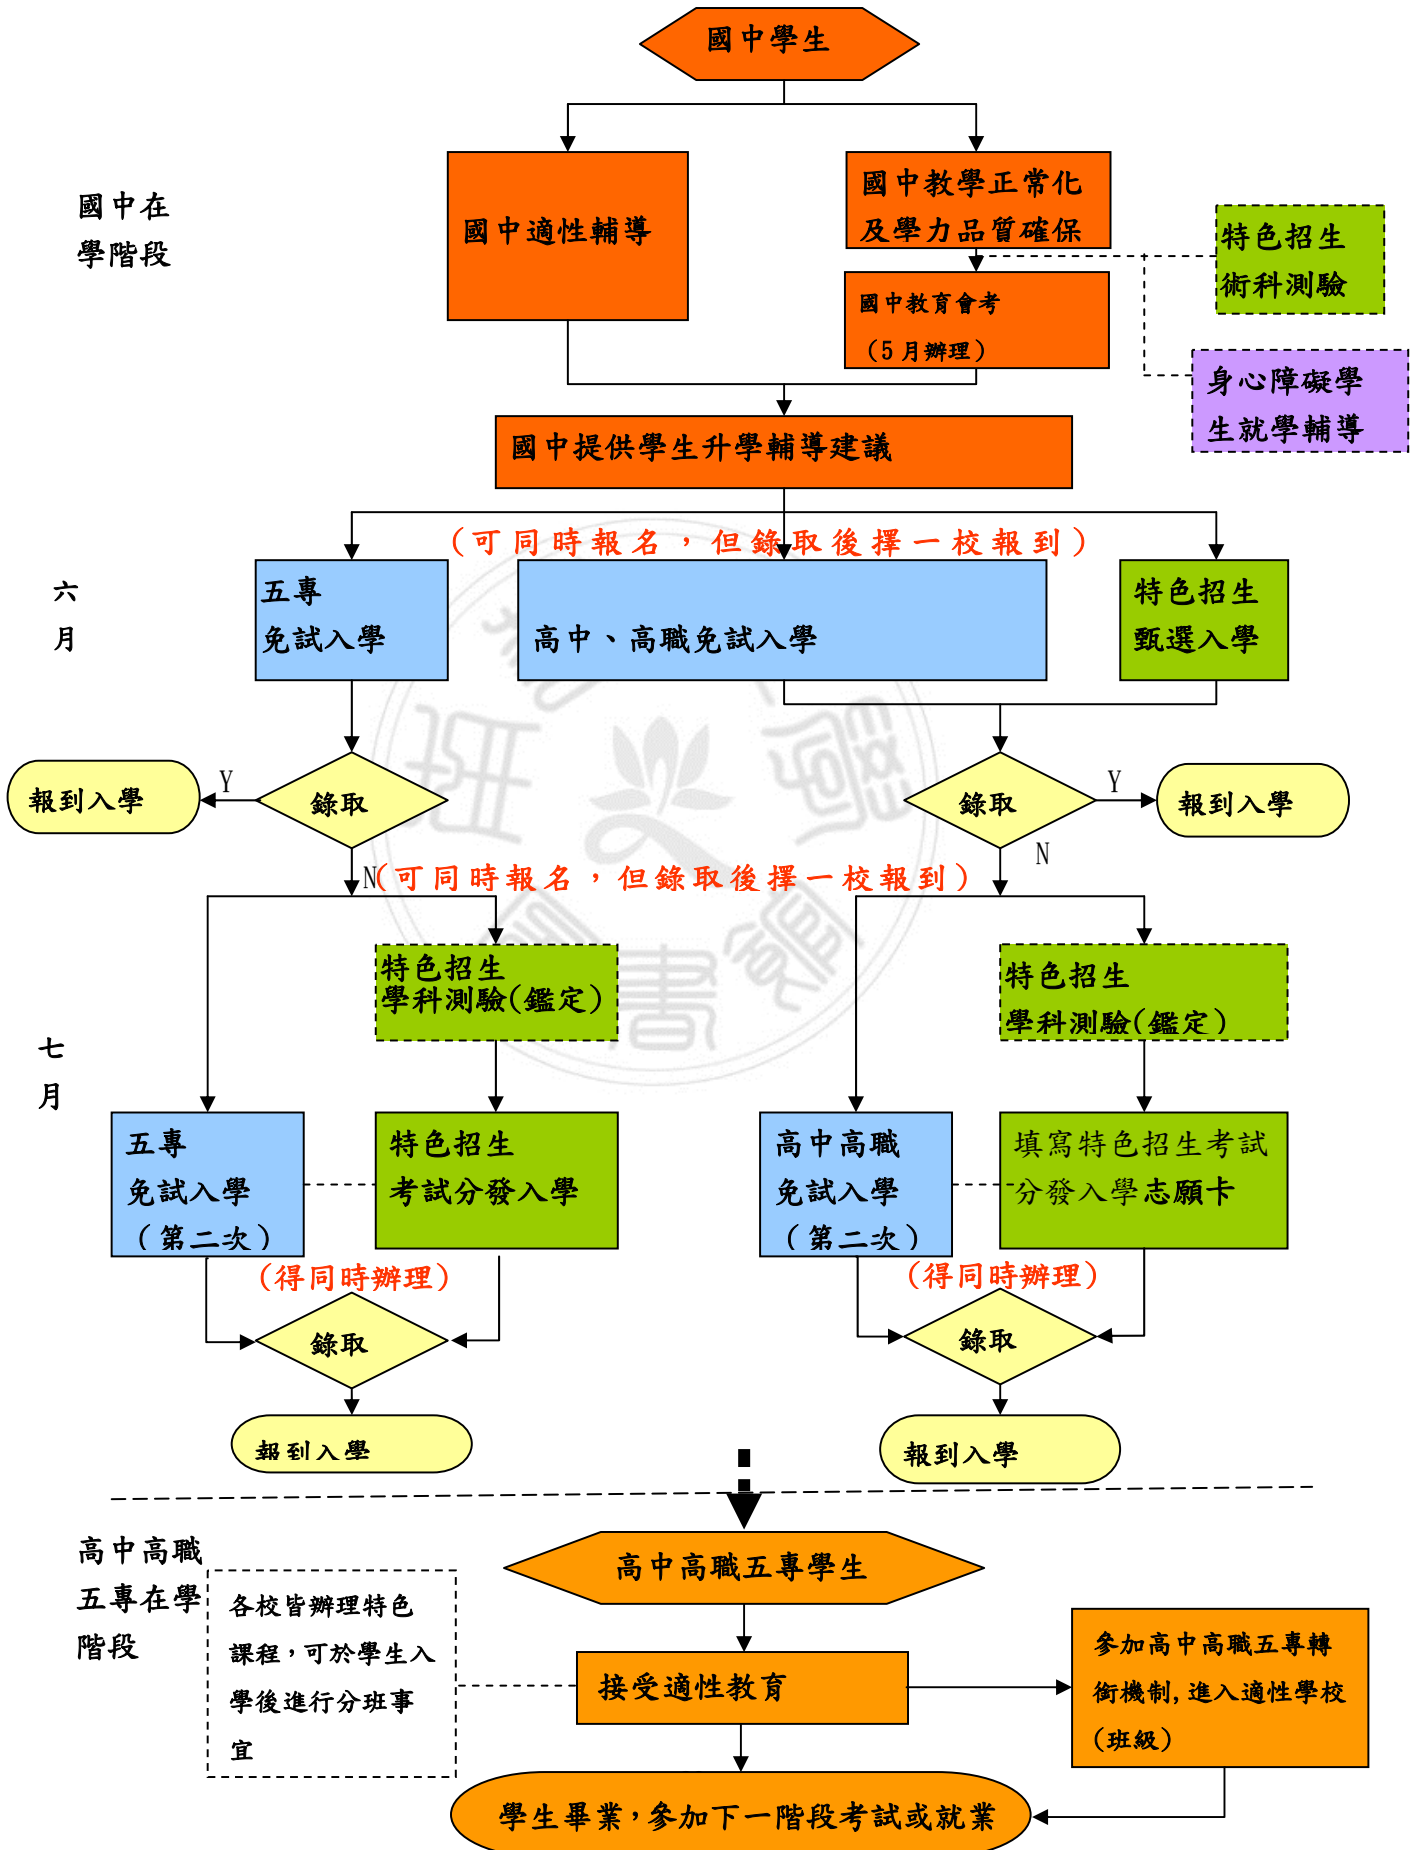 國中學生
國中在
學階段
國中適性輔導
國中教學正常化
及學力品質確保
特色招生
術科測驗
國中教育會考
（5月辦理）
身心障礙學
生就學輔導
國中提供學生升學輔導建議
（可同時報名，但錄取後擇一校報到）
六
月
五專
免試入學
高中、高職免試入學
特色招生
甄選入學
報到入學
Y
錄取
錄取
Y
報到入學
N
N
（可同時報名，但錄取後擇一校報到）
特色招生
學科測驗(鑑定)
特色招生
學科測驗(鑑定)
七
月
五專
免試入學
（第二次）
特色招生
考試分發入學
高中高職
免試入學
（第二次）
填寫特色招生考試
分發入學志願卡
（得同時辦理）
（得同時辦理）
錄取
錄取
報到入學
報到入學
高中高職
五專在學
階段
高中高職五專學生
各校皆辦理特色
課程，可於學生入
學後進行分班事
宜
接受適性教育
參加高中高職五專轉
銜機制,進入適性學校
(班級)
學生畢業，參加下一階段考試或就業